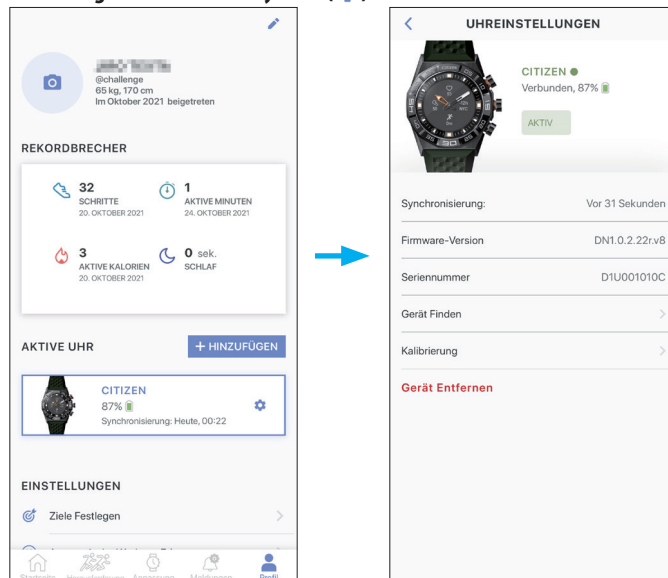 @challenge
65 kg, 170 cm
Im Oktober 2021 beigetreten
REKORDBRECHER
32
SCHRITTE
20. OKTOBER 2021
1
AKTIVE MINUTEN
24. OKTOBER 2021
3
AKTIVE KALORIEN
20. OKTOBER 2021
0 sek.
SCHLAF
AKTIVE UHR
+ HINZUFÜGEN
CITIZEN
87%
Synchronisierung: Heute, 00:22
EINSTELLUNGEN
Ziele Festlegen
Profil
UHREINSTELLUNGEN
CITIZEN
Verbunden, 87%
AKTIV
Synchronisierung: Vor 31 Sekunden
Firmware-Version DN1.0.2.22r.v8
Seriennummer D1U001010C
Gerät Finden
Kalibrierung
Gerät Entfernen